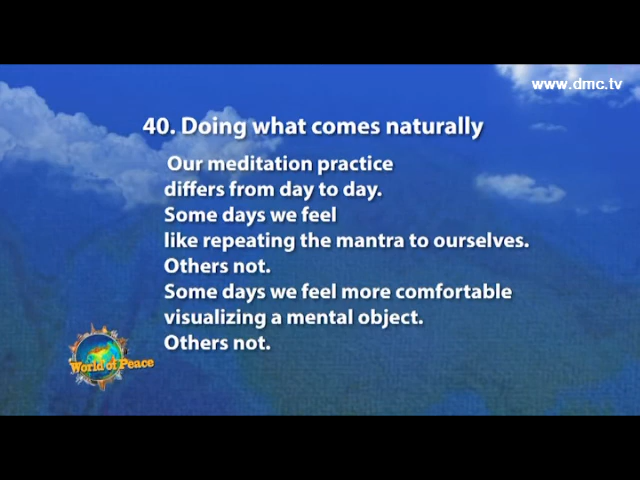 www.dmc.tv
40. Doing what comes naturally
Our meditation practice
differs from day to day.
Some days we feel
like repeating the mantra to ourselves.
Others not.
Some days we feel more comfortable
visualizing a mental object.
Others not.
World of Peace